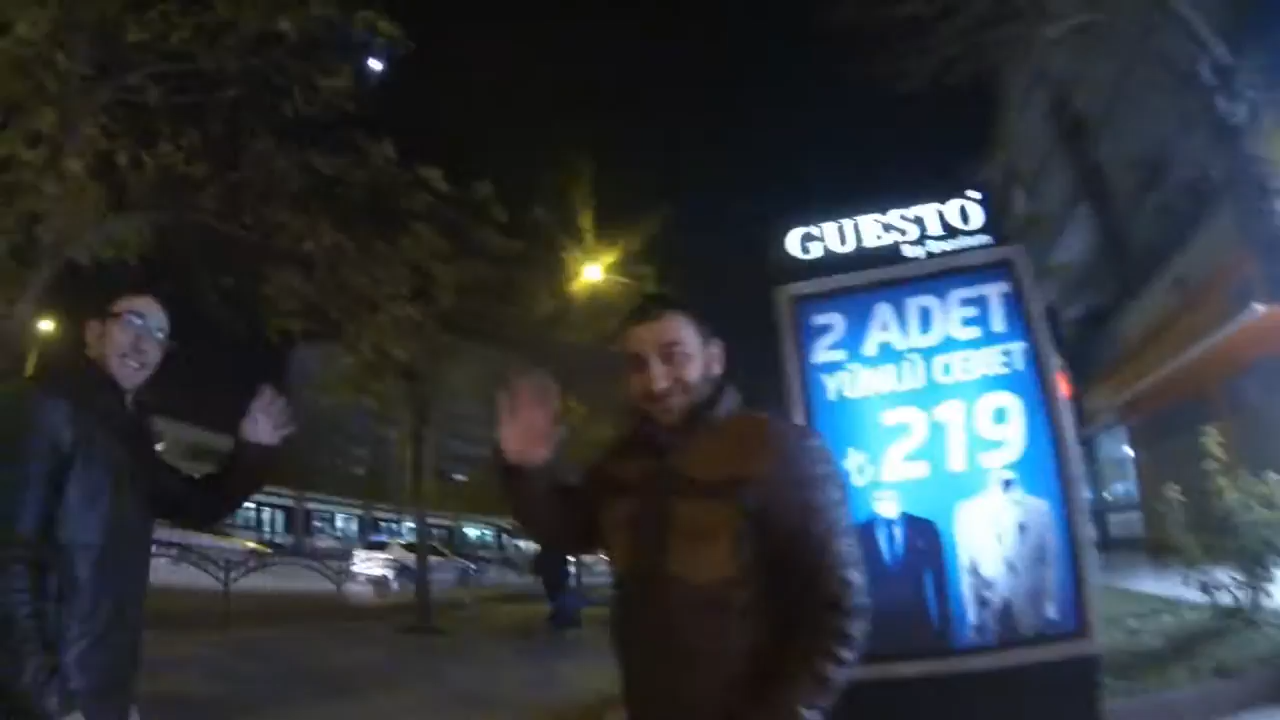 GUESTO
2 ADET
YÜNLÜ CEKET
₺219